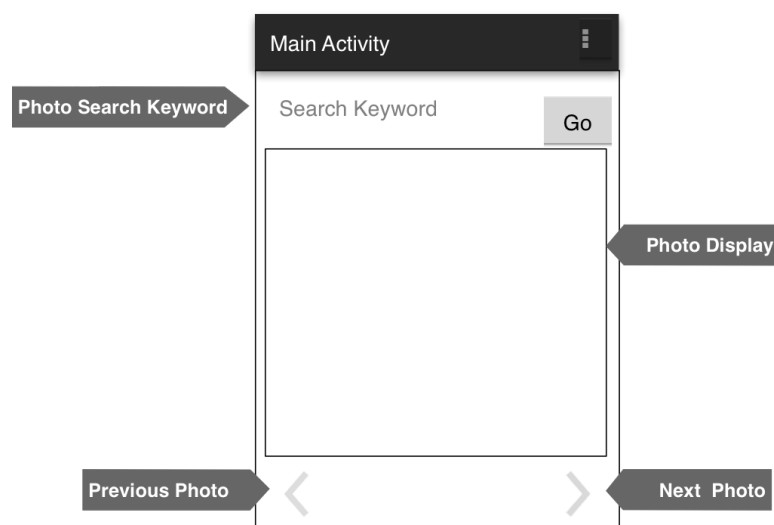 Main Activity
Photo Search Keyword
Search Keyword
Go
Photo Display
Previous Photo
Next Photo